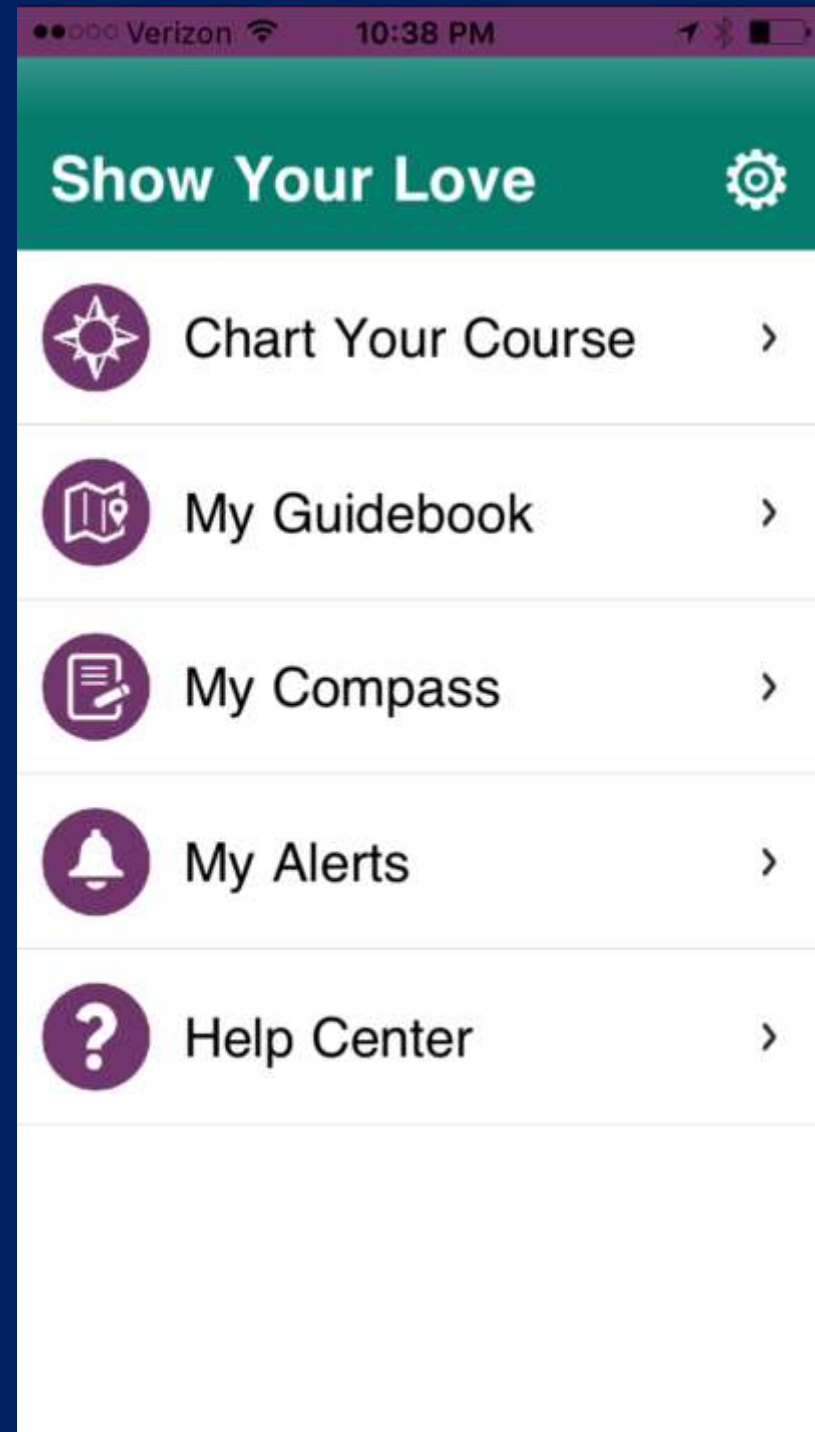 Verizon 10:38 PM
Show Your Love
Chart Your Course
My Guidebook
My Compass
My Alerts
? Help Center